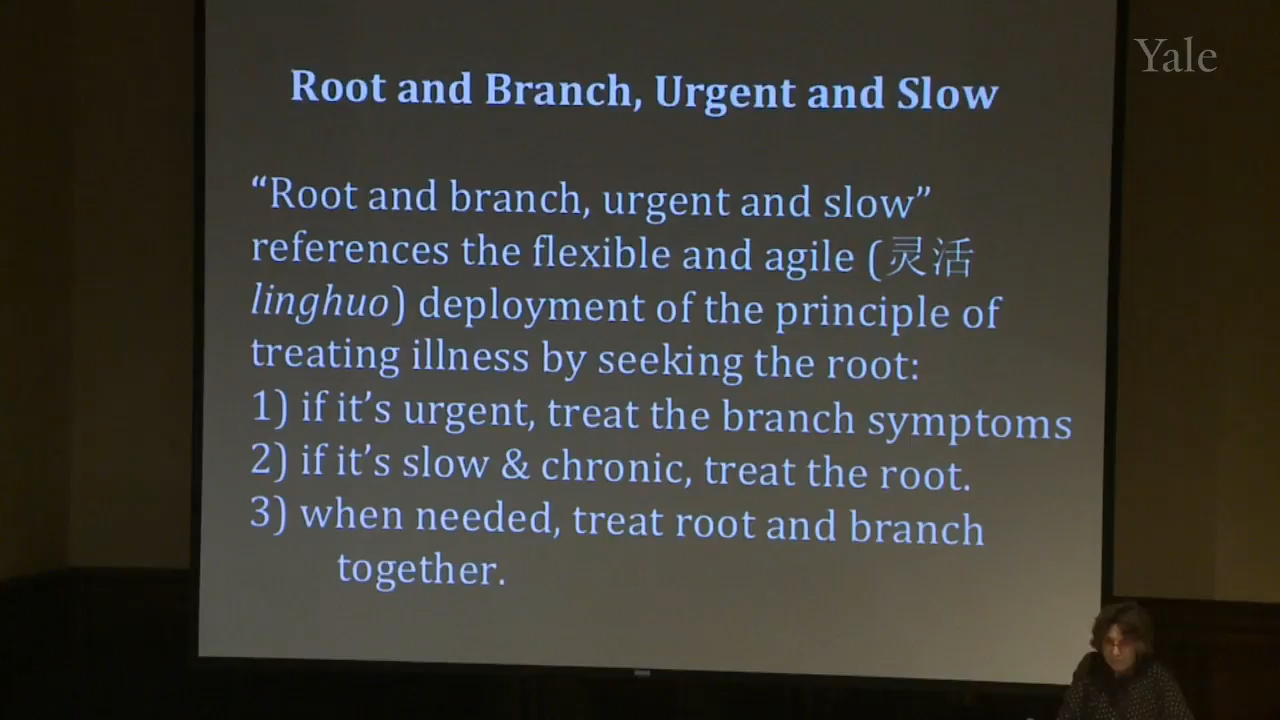 Yale
Root and Branch, Urgent and Slow
“Root and branch, urgent and slow”
references the flexible and agile (灵活
linghuo) deployment of the principle of
treating illness by seeking the root:
1) if it’s urgent, treat the branch symptoms
2) if it’s slow & chronic, treat the root.
3) when needed, treat root and branch
together.